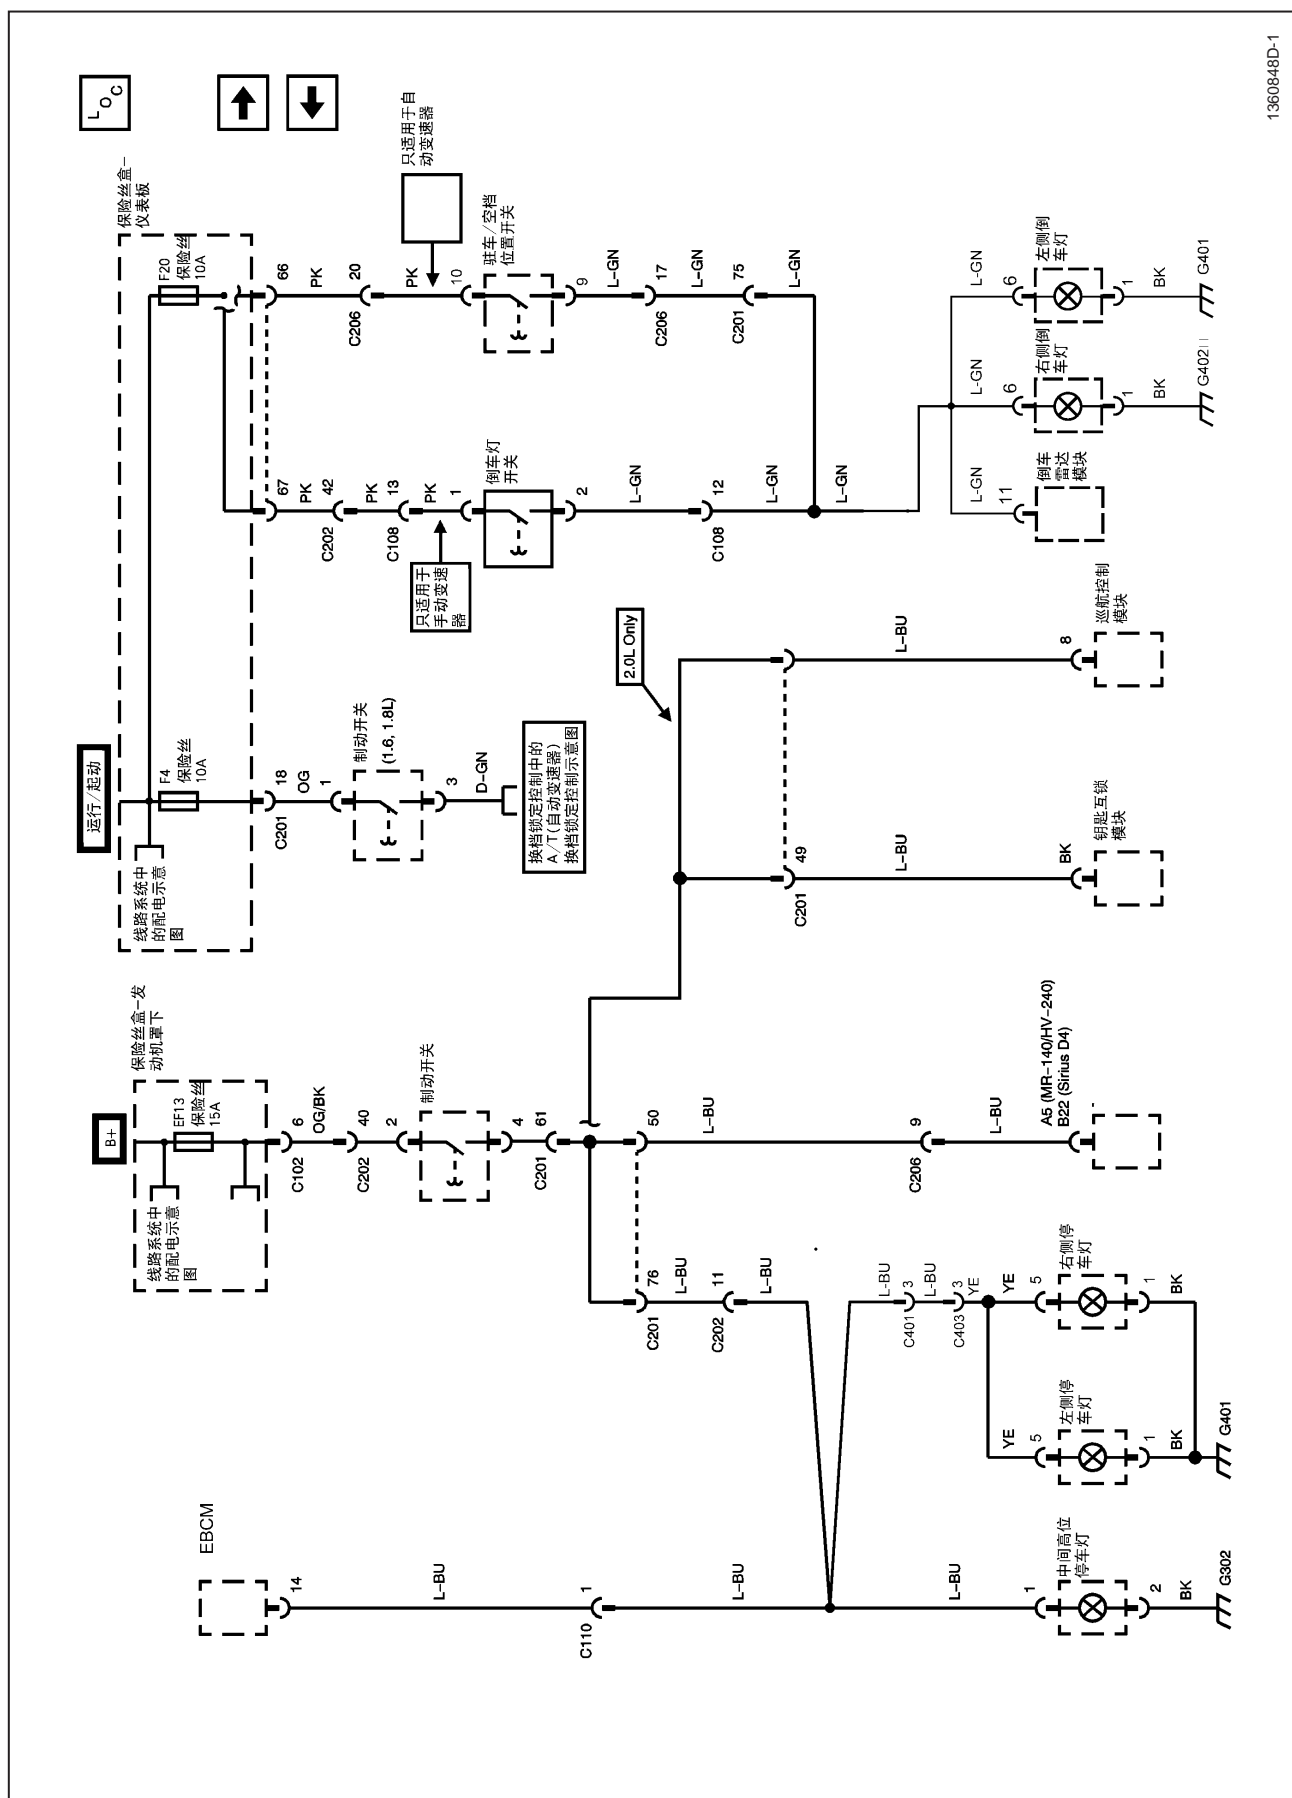 1360848D-1
LOC
保险丝盒-
仪表板
F20
保险丝
10A
66
PK
20
C206
PK
10
只适用于自
动变速器
驻车/空档
位置开关
9
L-GN
17
C206
L-GN
75
C201
L-GN
67
PK
42
C202
PK
13
C108
PK
1
只适用于
手动变速
器
倒车灯
开关
2
L-GN
12
C108
L-GN
L-GN
L-GN
6
左侧倒
车灯
1
BK
G401
L-GN
6
右侧倒
车灯
1
BK
G402
L-GN
11
倒车
雷达
模块
运行/起动
F4
保险丝
10A
线路系统中
的配电示意
图
18
C201
OG
1
制动开关
(1.6, 1.8L)
3
D-GN
换档锁定控制中的
A/T(自动变速器)
换档锁定控制示意图
2.0L Only
L-BU
8
巡航控制
模块
49
C201
L-BU
BK
钥匙互锁
模块
B+
保险丝盒-发
动机罩下
EF13
保险丝
15A
线路系统中
的配电示意
图
6
C102
OG/BK
40
C202
2
制动开关
4
61
C201
50
L-BU
9
C206
L-BU
A5 (MR-140/HV-240)
B22 (Sirius D4)
76
C201
L-BU
11
C202
L-BU
L-BU
3
C401
L-BU
3
C403
YE
YE
5
右侧停
车灯
1
BK
YE
5
左侧停
车灯
1
BK
G401
EBCM
14
L-BU
1
C110
L-BU
L-BU
1
中间高位
停车灯
2
BK
G302